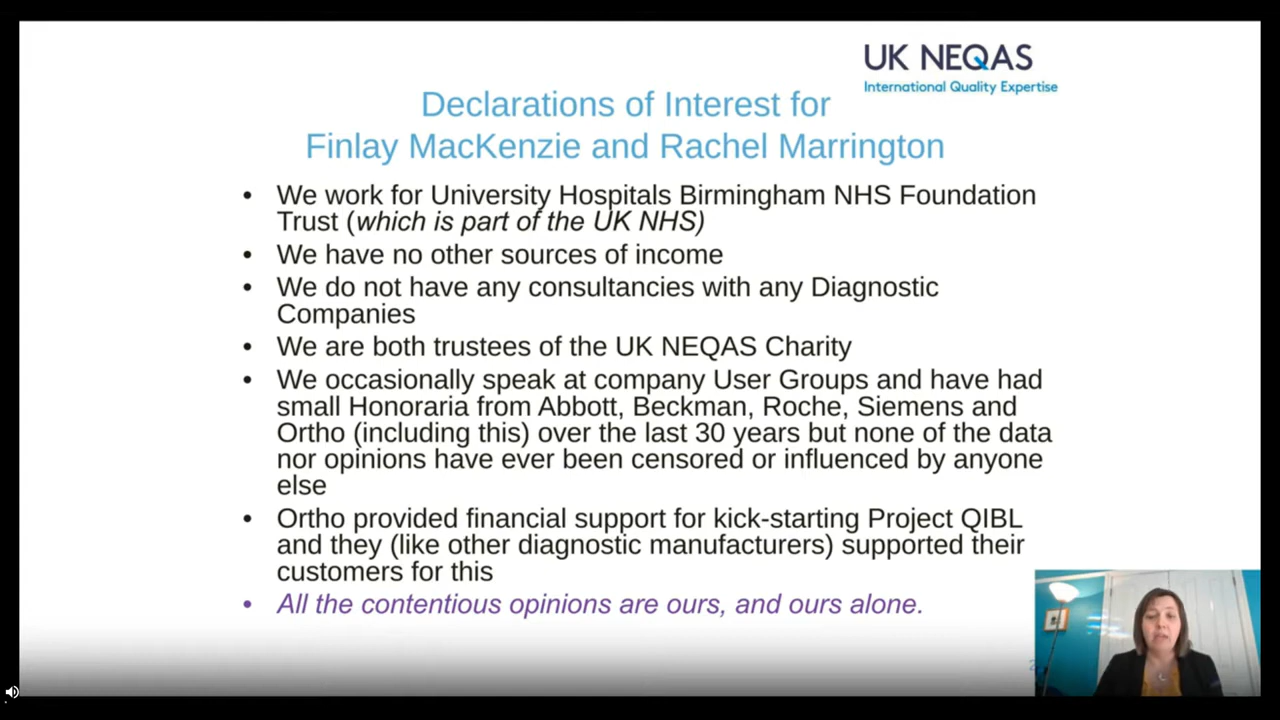 UK NEQAS
International Quality Expertise
Declarations of Interest for
Finlay MacKenzie and Rachel Marrington
• We work for University Hospitals Birmingham NHS Foundation
Trust (which is part of the UK NHS)
• We have no other sources of income
• We do not have any consultancies with any Diagnostic
Companies
• We are both trustees of the UK NEQAS Charity
• We occasionally speak at company User Groups and have had
small Honoraria from Abbott, Beckman, Roche, Siemens and
Ortho (including this) over the last 30 years but none of the data
nor opinions have ever been censored or influenced by anyone
else
• Ortho provided financial support for kick-starting Project QIBL
and they (like other diagnostic manufacturers) supported their
customers for this
• All the contentious opinions are ours, and ours alone.